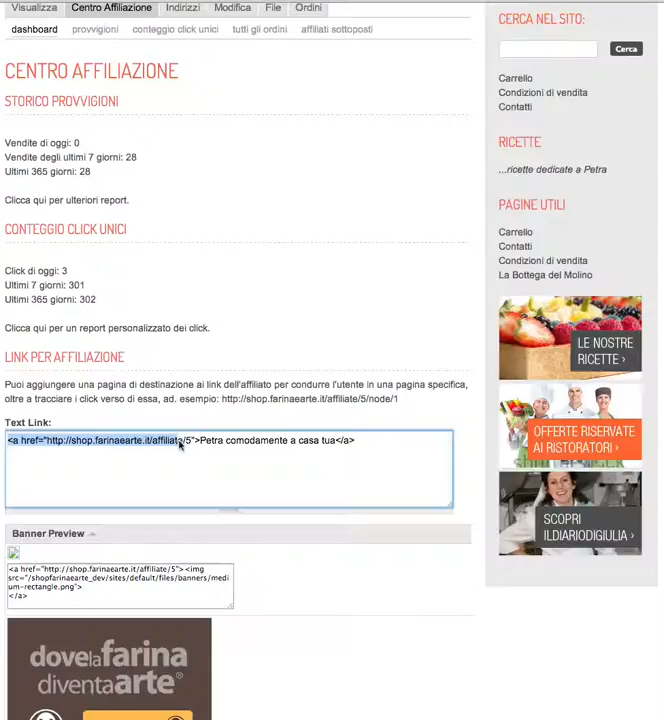 Visualizza Centro Affiliazione Indirizzi Modifica File Ordini
dashboard provvigioni conteggio click unici tutti gli ordini affiliati sottoposti
CENTRO AFFILIAZIONE
STORICO PROVVIGIONI
Vendite di oggi: 0
Vendite degli ultimi 7 giorni: 28
Ultimi 365 giorni: 28
Clicca qui per ulteriori report.
CONTEGGIO CLICK UNICI
Click di oggi: 3
Ultimi 7 giorni: 301
Ultimi 365 giorni: 302
Clicca qui per un report personalizzato dei click.
LINK PER AFFILIAZIONE
Puoi aggiungere una pagina di destinazione ai link dell'affiliato per condurre l'utente in una pagina specifica,
oltre a tracciare i click verso di essa, ad. esempio: http://shop.farinaearte.it/affiliate/5/node/1
Text Link:
<a href="http://shop.farinaearte.it/affiliate/5">Petra comodamente a casa tua</a>
Banner Preview
<a href="http://shop.farinaearte.it/affiliate/5"><img
src="/shopfarinaearte_dev/sites/default/files/banners/medi
um-rectangle.png">
</a>
dovelafarina
diventaarte®
CERCA NEL SITO:
Cerca
Carrello
Condizioni di vendita
Contatti
RICETTE
...ricette dedicate a Petra
PAGINE UTILI
Carrello
Contatti
Condizioni di vendita
La Bottega del Molino
LE NOSTRE
RICETTE ›
OFFERTE RISERVATE
AI RISTORATORI ›
SCOPRI
ILDIARIODIGIULIA ›